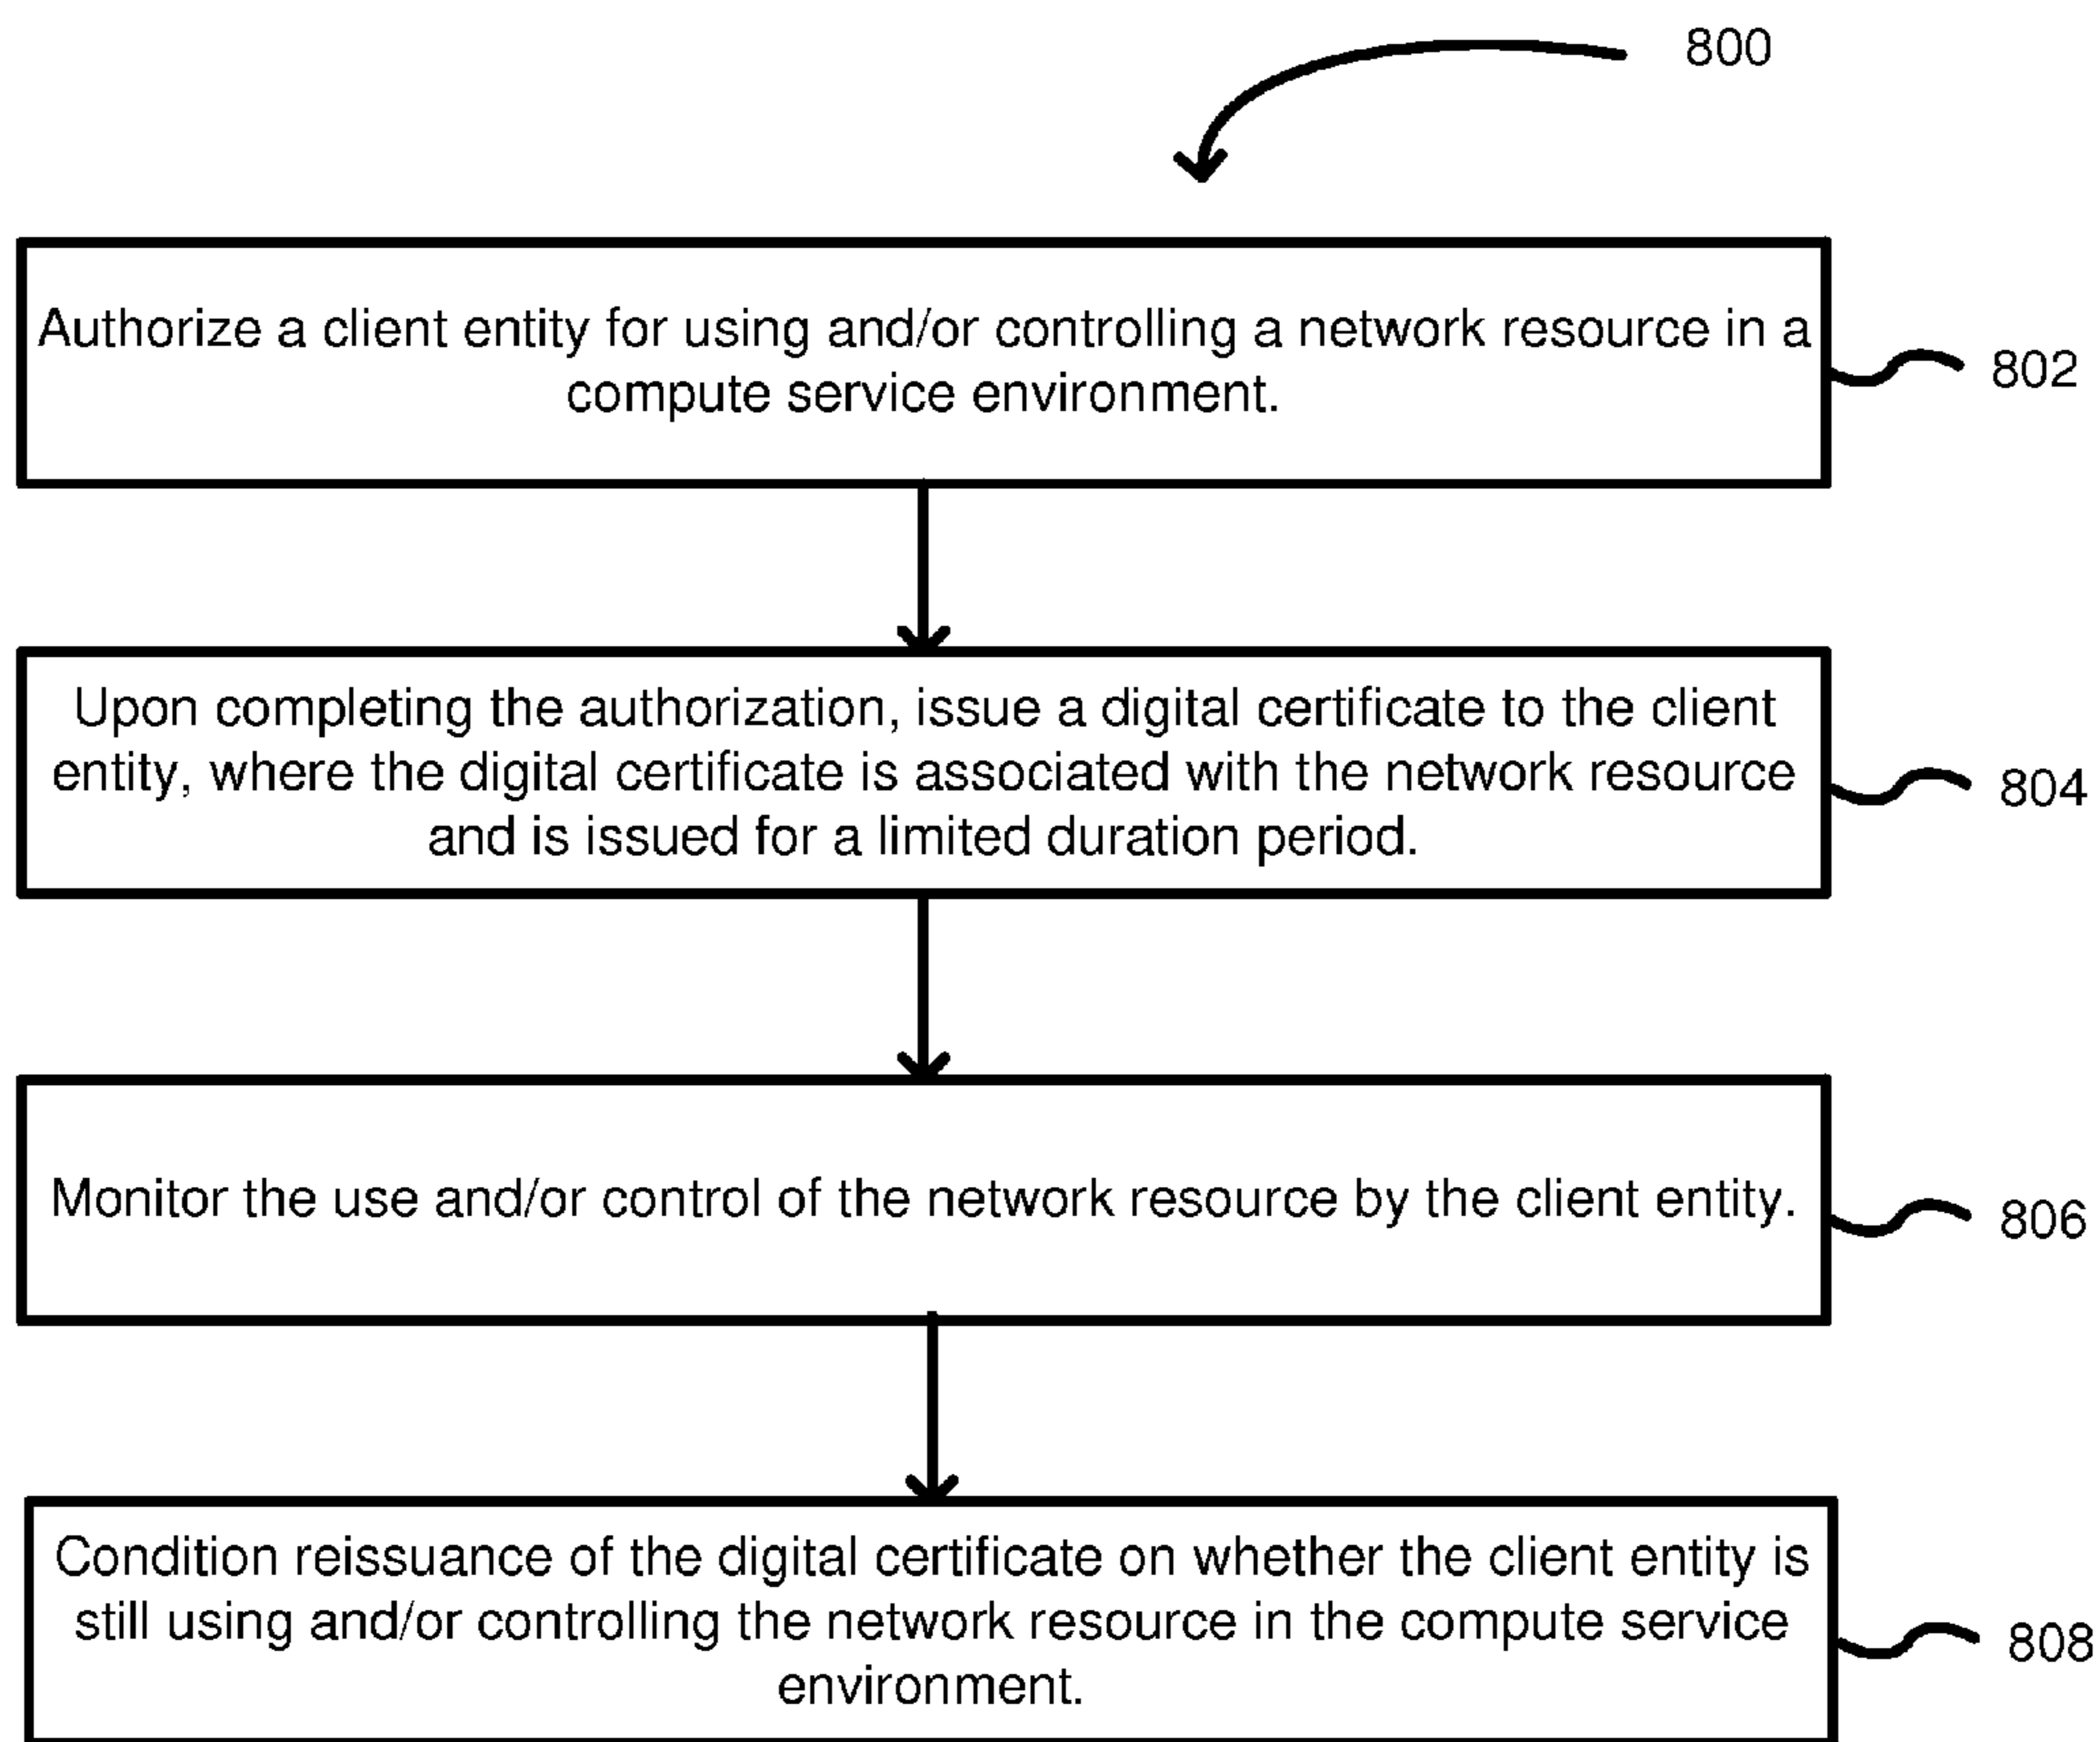 800
Authorize a client entity for using and/or controlling a network resource in a
compute service environment.
802
Upon completing the authorization, issue a digital certificate to the client
entity, where the digital certificate is associated with the network resource
and is issued for a limited duration period.
804
Monitor the use and/or control of the network resource by the client entity.
806
Condition reissuance of the digital certificate on whether the client entity is
still using and/or controlling the network resource in the compute service
environment.
808